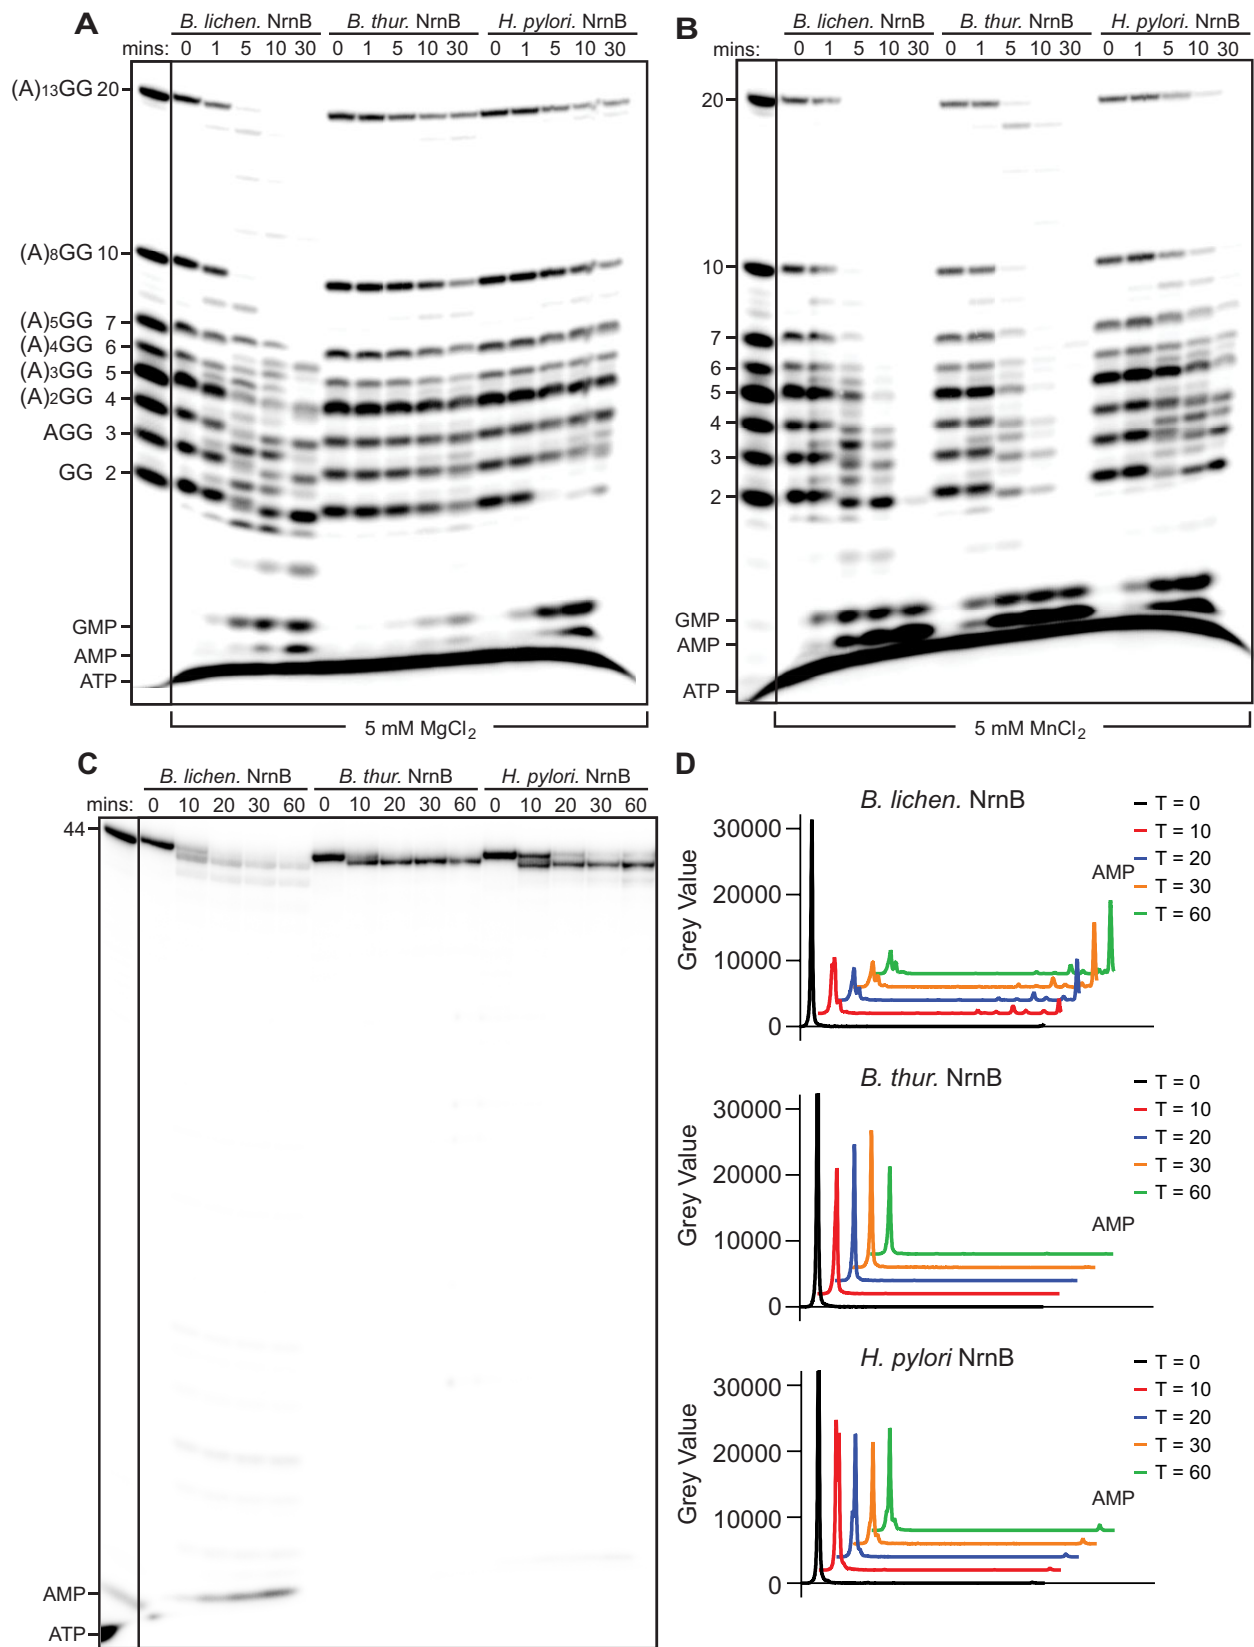 A
B. lichen. NrnB B. thur. NrnB H. pylori. NrnB
mins: 0 1 5 10 30 0 1 5 10 30 0 1 5 10 30
(A)13GG 20
(A)8GG 10
(A)5GG 7
(A)4GG 6
(A)3GG 5
(A)2GG 4
AGG 3
GG 2
GMP
AMP
ATP
5 mM MgCl2
B
B. lichen. NrnB B. thur. NrnB H. pylori. NrnB
mins: 0 1 5 10 30 0 1 5 10 30 0 1 5 10 30
20
10
7
6
5
4
3
2
GMP
AMP
ATP
5 mM MnCl2
C
B. lichen. NrnB B. thur. NrnB H. pylori. NrnB
mins: 0 10 20 30 60 0 10 20 30 60 0 10 20 30 60
44
AMP
ATP
D
B. lichen. NrnB
Grey Value
30000
20000
10000
0
AMP
T = 0
T = 10
T = 20
T = 30
T = 60
B. thur. NrnB
Grey Value
30000
20000
10000
0
AMP
T = 0
T = 10
T = 20
T = 30
T = 60
H. pylori NrnB
Grey Value
30000
20000
10000
0
AMP
T = 0
T = 10
T = 20
T = 30
T = 60